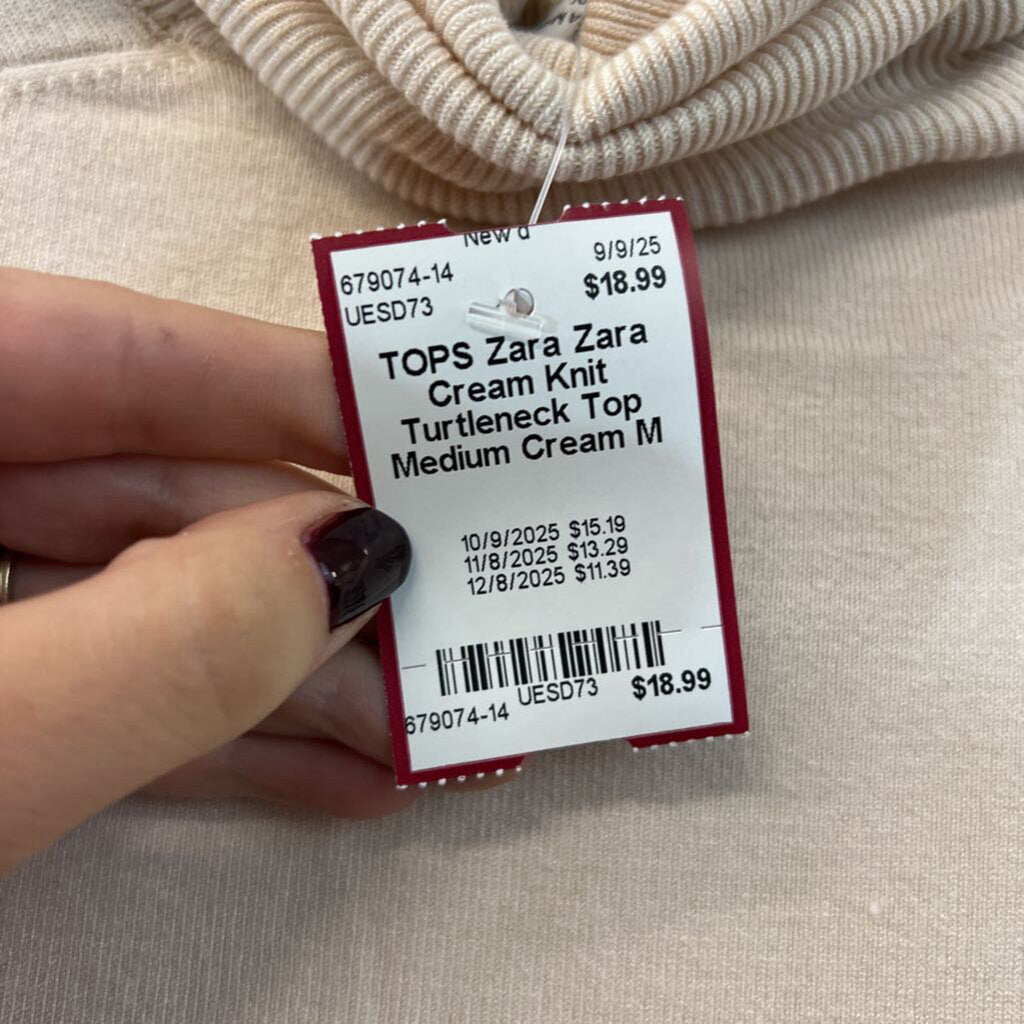 New d
9/9/25
679074-14
$18.99
UESD73
TOPS Zara Zara
Cream Knit
Turtleneck Top
Medium Cream M
10/9/2025 $15.19
11/8/2025 $13.29
12/8/2025 $11.39
UESD73
$18.99
679074-14